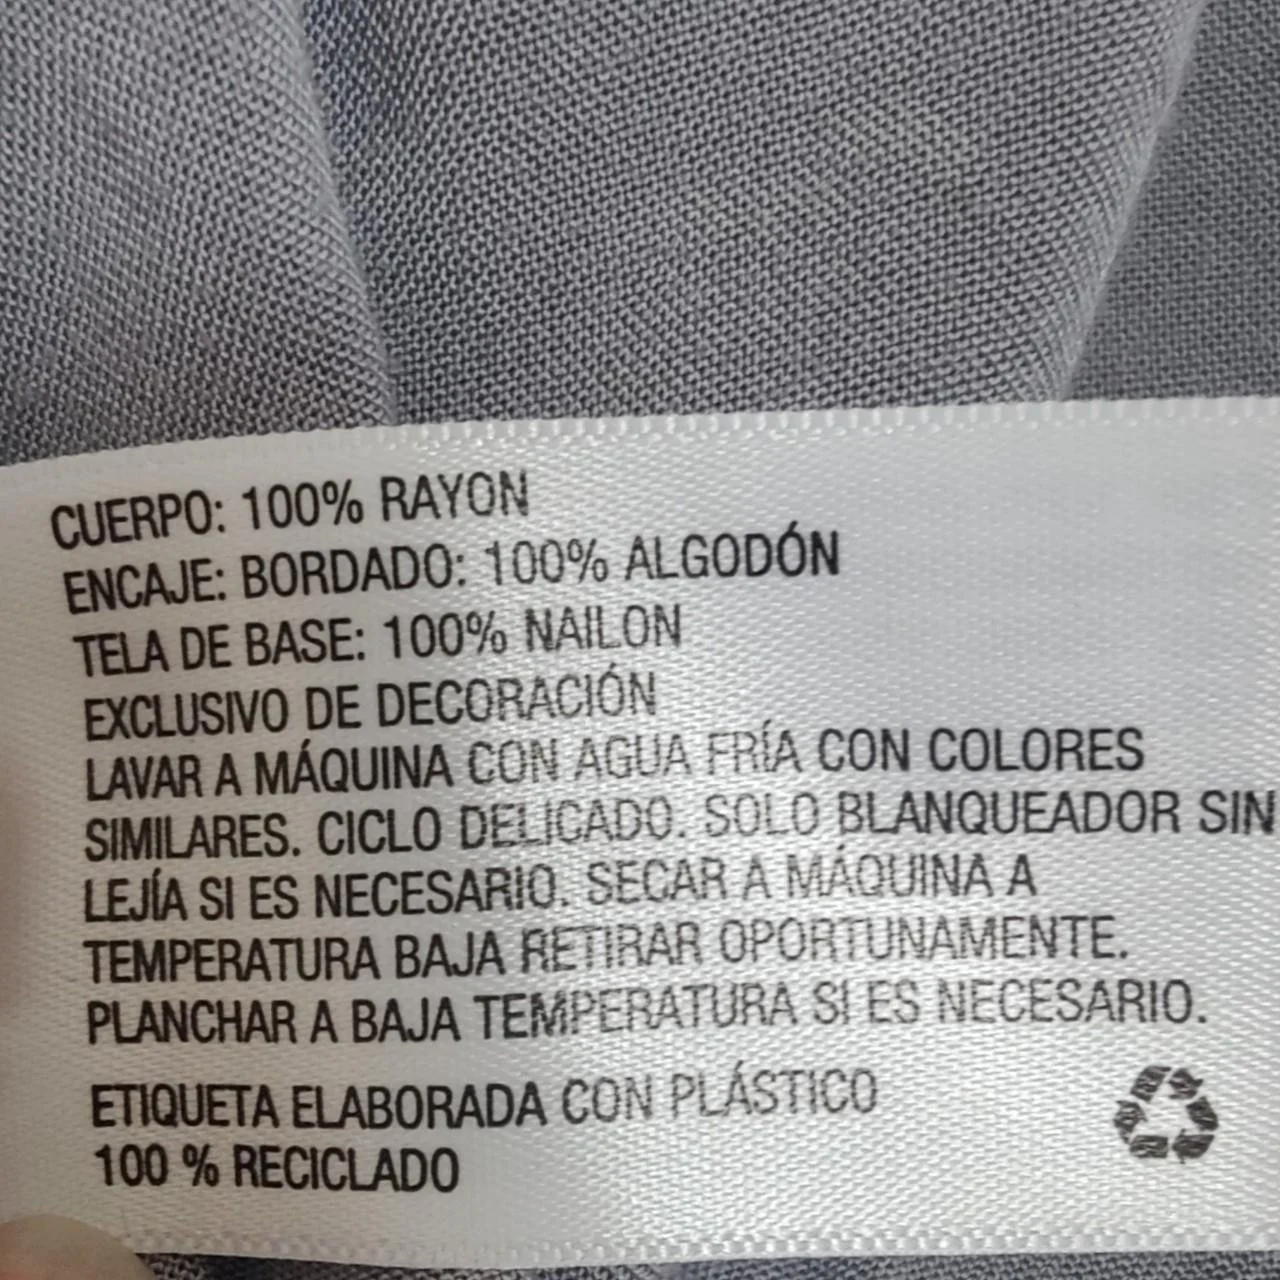 CUERPO: 100% RAYON
ENCAJE: BORDADO: 100% ALGODÓN
TELA DE BASE: 100% NAILON
EXCLUSIVO DE DECORACIÓN
LAVAR A MÁQUINA CON AGUA FRÍA CON COLORES
SIMILARES. CICLO DELICADO. SOLO BLANQUEADOR SIN
LEJÍA SI ES NECESARIO. SECAR A MÁQUINA A
TEMPERATURA BAJA RETIRAR OPORTUNAMENTE.
PLANCHAR A BAJA TEMPERATURA SI ES NECESARIO.
ETIQUETA ELABORADA CON PLÁSTICO
100 % RECICLADO